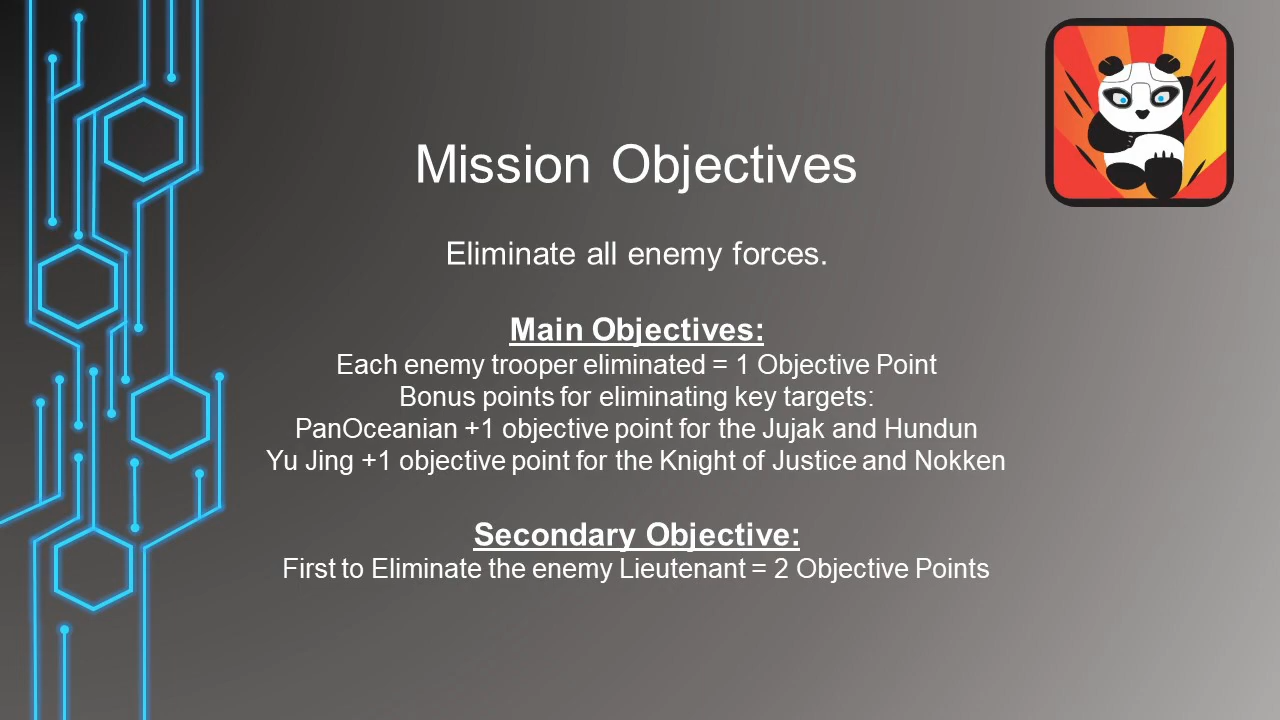 Mission Objectives
Eliminate all enemy forces.
Main Objectives:
Each enemy trooper eliminated = 1 Objective Point
Bonus points for eliminating key targets:
PanOceanian +1 objective point for the Jujak and Hundun
Yu Jing +1 objective point for the Knight of Justice and Nokken
Secondary Objective:
First to Eliminate the enemy Lieutenant = 2 Objective Points